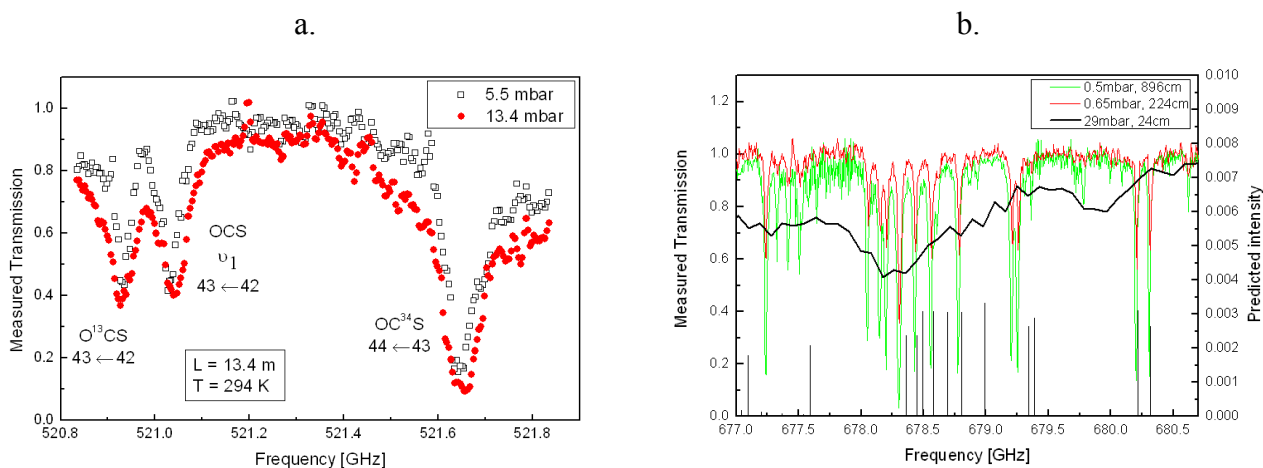 a.
5.5 mbar
13.4 mbar
Measured Transmission
1.0
0.8
0.6
0.4
0.2
0.0
OCS
υ1
43 ←42
O13CS
43 ←42
OC34S
44 ←43
L = 13.4 m
T = 294 K
520.8 521.0 521.2 521.4 521.6 521.8
Frequency [GHz]
b.
0.5mbar, 896cm
0.65mbar, 224cm
29mbar, 24cm
Measured Transmission
1.2
1.0
0.8
0.6
0.4
0.2
0.0
0.010
0.009
0.008
0.007
0.006
0.005
0.004
0.003
0.002
0.001
0.000
Predicted intensity
677.0 677.5 678.0 678.5 679.0 679.5 680.0 680.5
Frequency [GHz]